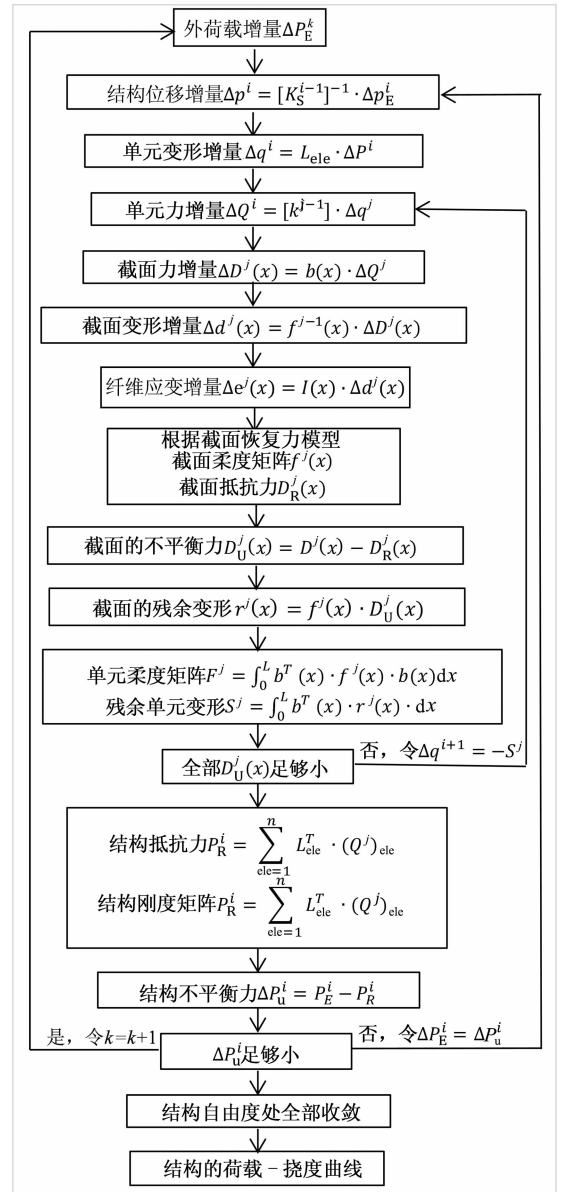 外荷载增量ΔP_E^k
结构位移增量Δp^i = [K_S^{i−1}]^{−1} · Δp_E^i
单元变形增量Δq^i = L_ele · ΔP^i
单元力增量ΔQ^i = [k^{j−1}] · Δq^j
截面力增量ΔD^j(x) = b(x) · ΔQ^j
截面变形增量Δd^j(x) = f^{j−1}(x) · ΔD^j(x)
纤维应变增量Δe^j(x) = I(x) · Δd^j(x)
根据截面恢复力模型
截面柔度矩阵f^j(x)
截面抵抗力D_R^j(x)
截面的不平衡力D_U^j(x) = D^j(x) − D_R^j(x)
截面的残余变形r^j(x) = f^j(x) · D_U^j(x)
单元柔度矩阵F^j = ∫_0^L b^T (x) · f^j(x) · b(x)dx
残余单元变形S^j = ∫_0^L b^T (x) · r^j(x) · dx
全部D_U^j(x)足够小
否，令Δq^{i+1} = −S^j
结构抵抗力P_R^i = ∑_{ele=1}^n L_ele^T · (Q^j)_ele
结构刚度矩阵P_R^i = ∑_{ele=1}^n L_ele^T · (Q^j)_ele
结构不平衡力ΔP_u^i = P_E^i − P_R^i
是，令k=k+1
ΔP_u^i足够小
否，令ΔP_E^i = ΔP_u^i
结构自由度处全部收敛
结构的荷载－挠度曲线